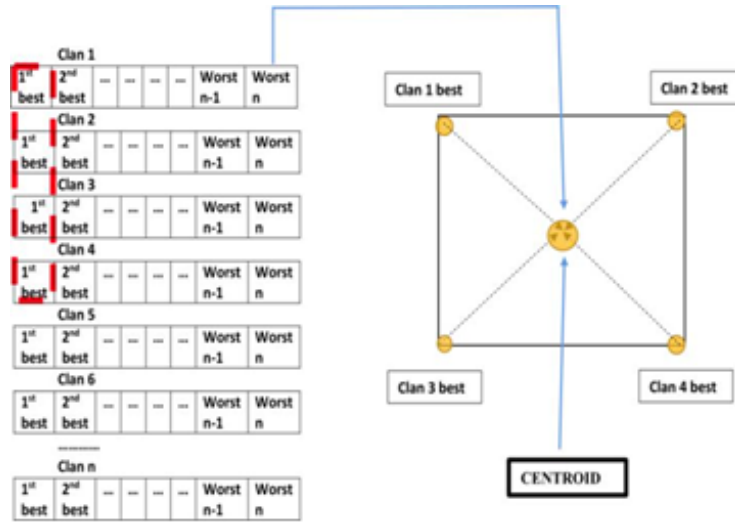 Clan 1
1st 2nd ... ... ... ... Worst Worst
best best n-1 n
Clan 2
1st 2nd ... ... ... ... Worst Worst
best best n-1 n
Clan 3
1st 2nd ... ... ... ... Worst Worst
best best n-1 n
Clan 4
1st 2nd ... ... ... ... Worst Worst
best best n-1 n
Clan 5
1st 2nd ... ... ... ... Worst Worst
best best n-1 n
Clan 6
1st 2nd ... ... ... ... Worst Worst
best best n-1 n
............
Clan n
1st 2nd ... ... ... ... Worst Worst
best best n-1 n
Clan 1 best
Clan 2 best
Clan 3 best
Clan 4 best
CENTROID